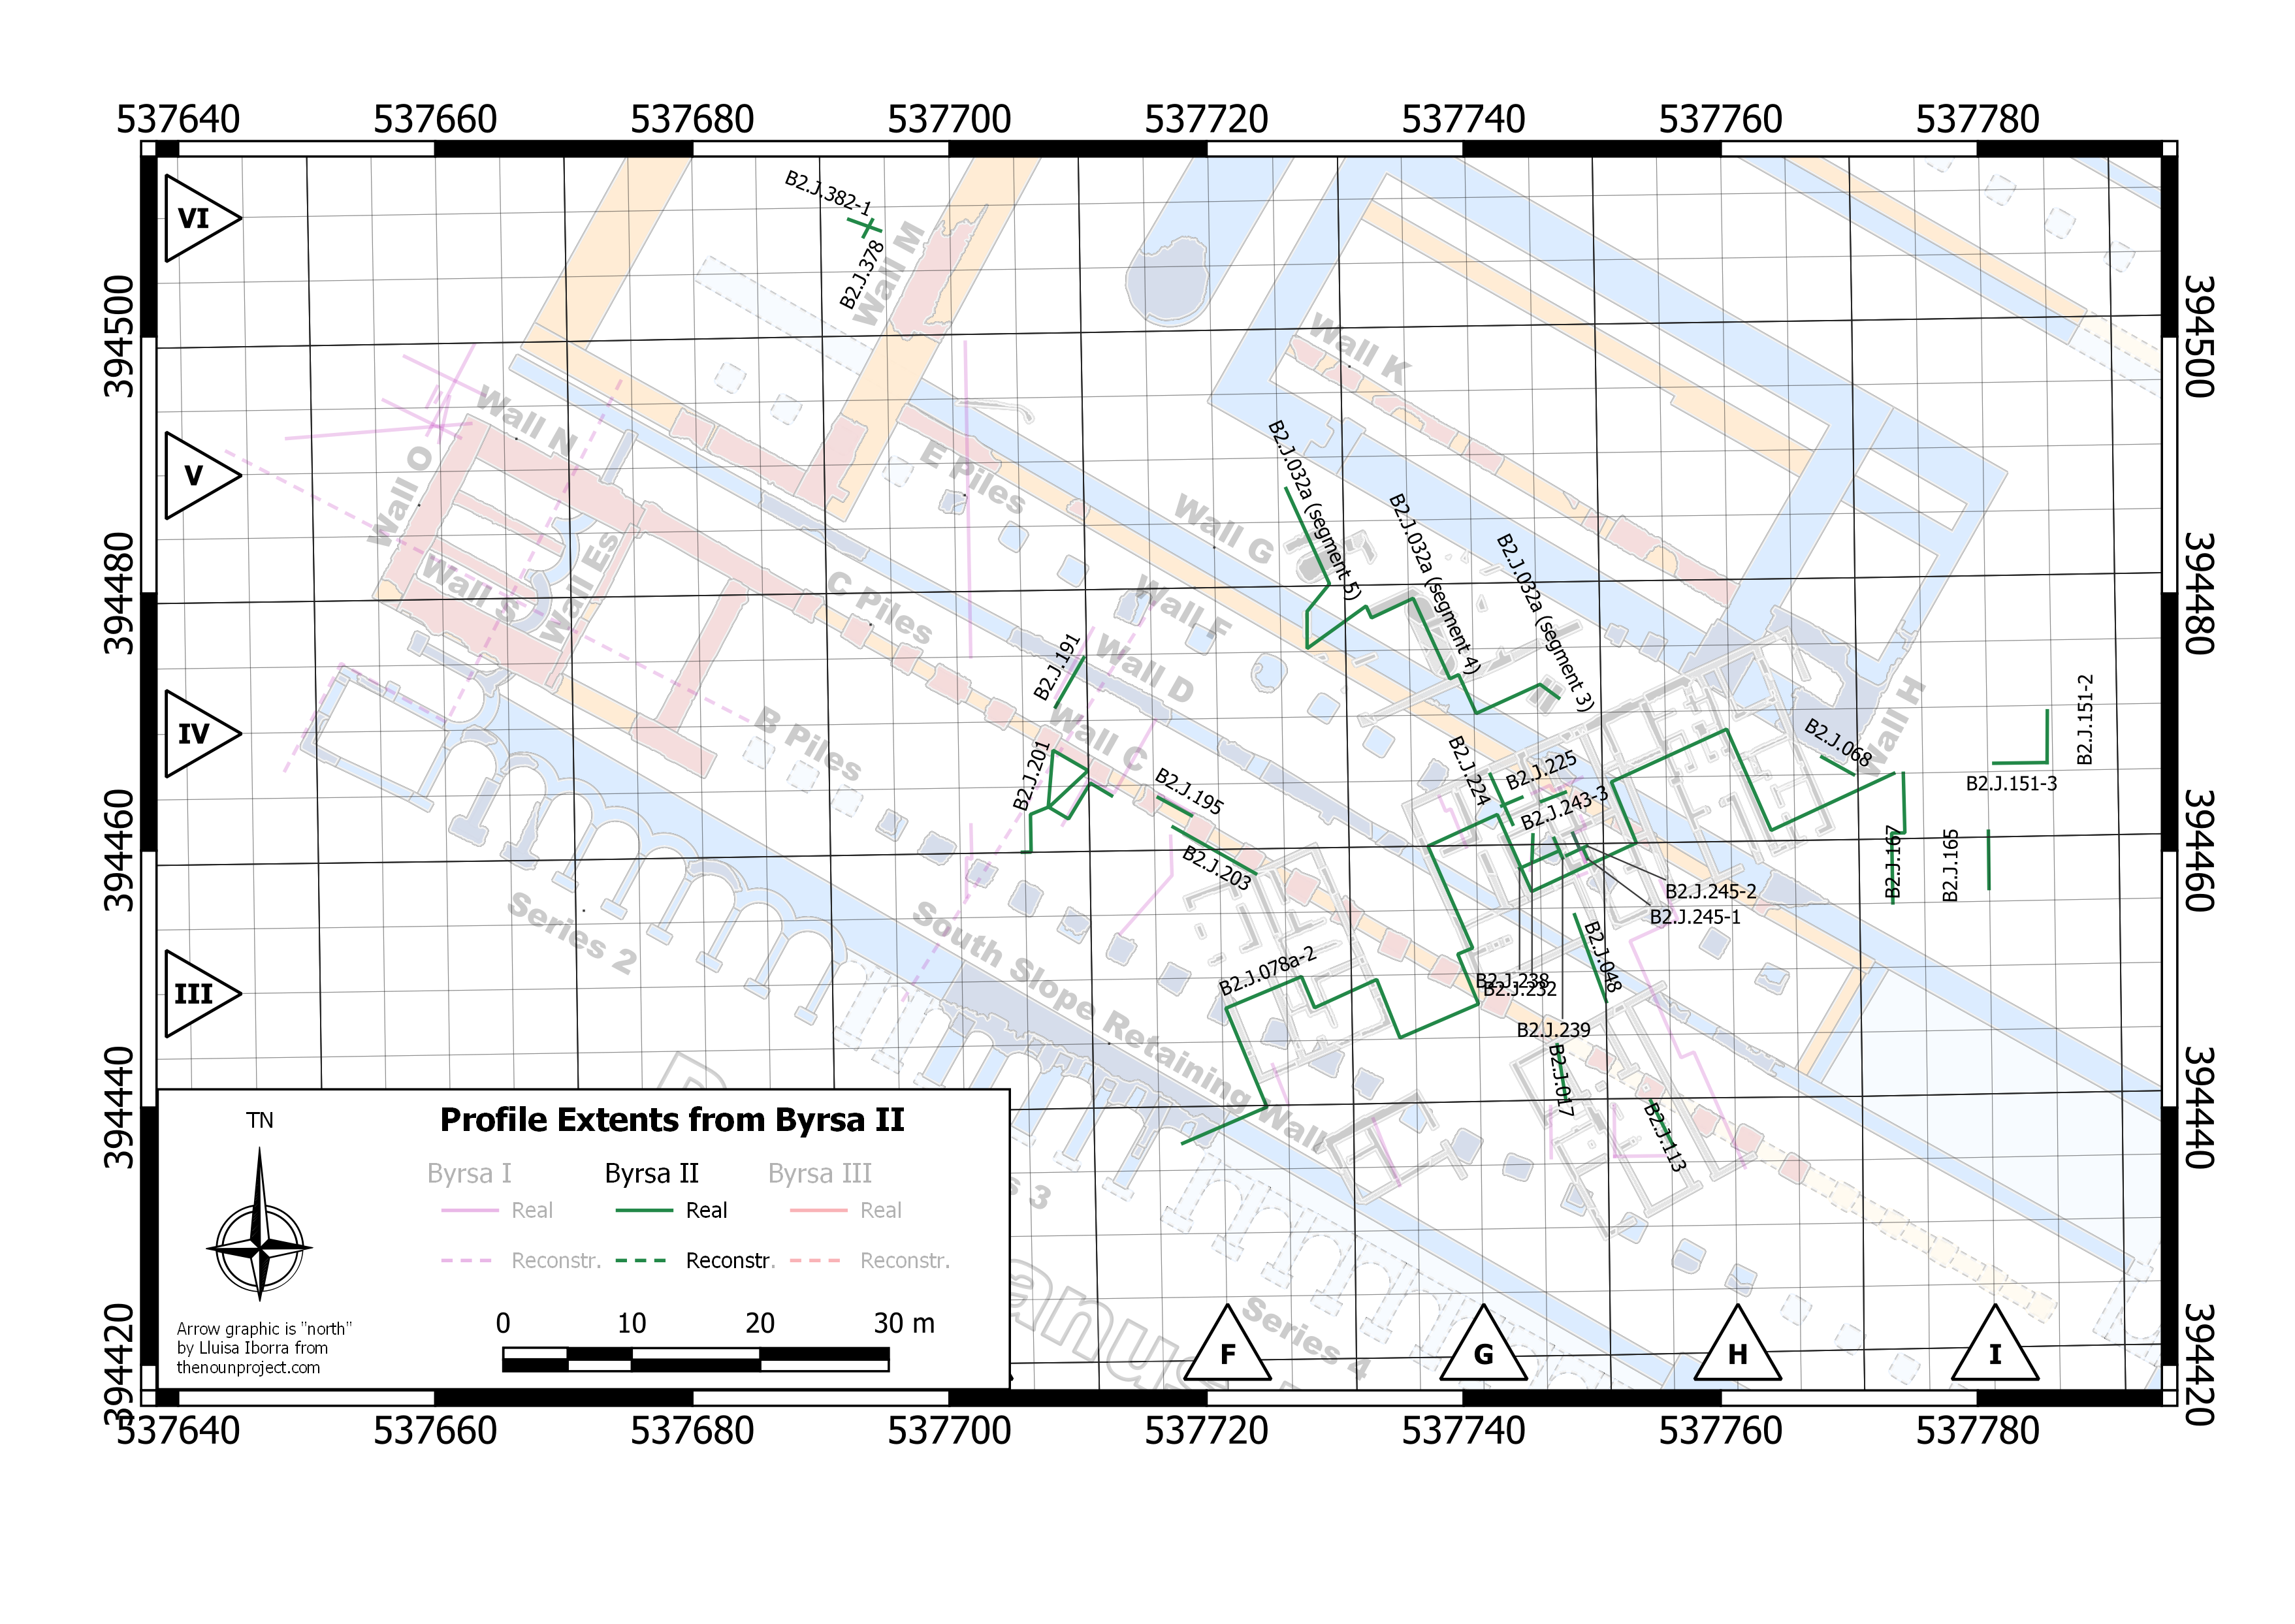 537640 537660 537680 537700 537720 537740 537760 537780
VI
B2.J.382-1
B2.J.378
Wall M
394500
394500
Wall K
Wall N
Wall O
E Piles
V
B2.J.032a (segment 5)
B2.J.032a (segment 4)
B2.J.032a (segment 3)
Wall G
394480
394480
Wall S
Wall Es
C Piles
Wall F
Wall D
B2.J.191
Wall C
B Piles
IV
B2.J.201
B2.J.195
B2.J.203
B2.J.224
B2.J.225
B2.J.243-3
B2.J.068
Wall H
B2.J.151-2
B2.J.151-3
394460
394460
B2.J.167
B2.J.165
B2.J.245-2
B2.J.245-1
Series 2
South Slope Retaining Wall
B2.J.048
III
B2.J.078a-2
B2.J.238
B2.J.232
B2.J.239
B2.J.017
B2.J.113
394440
394440
TN
Profile Extents from Byrsa II
Byrsa I Byrsa II Byrsa III
Real Real Real
Reconstr. Reconstr. Reconstr.
0 10 20 30 m
Arrow graphic is "north"
by Lluisa Iborra from
thenounproject.com
s 3
anus
Series 4
F G H I
394420
394420
537640 537660 537680 537700 537720 537740 537760 537780